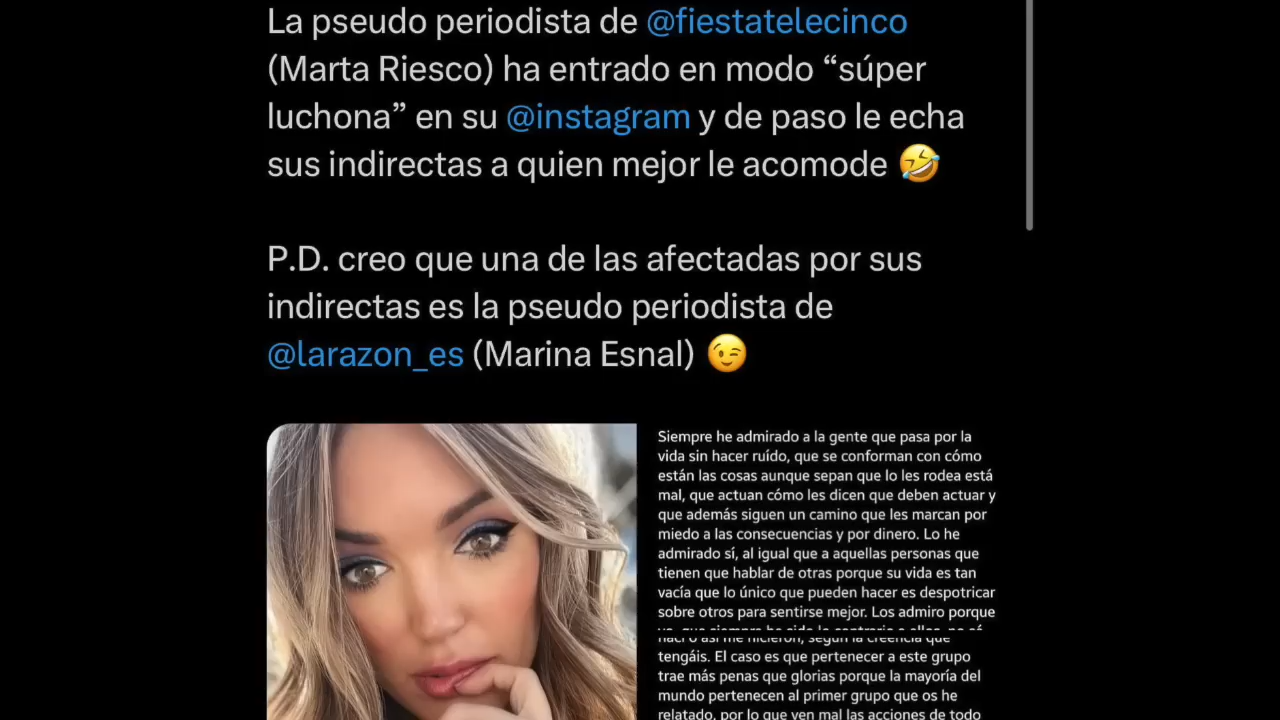 La pseudo periodista de @fiestatelecinco
(Marta Riesco) ha entrado en modo “súper
luchona” en su @instagram y de paso le echa
sus indirectas a quien mejor le acomode 🤣
P.D. creo que una de las afectadas por sus
indirectas es la pseudo periodista de
@larazon_es (Marina Esnal) 😉
Siempre he admirado a la gente que pasa por la
vida sin hacer ruído, que se conforman con cómo
están las cosas aunque sepan que lo les rodea está
mal, que actuan cómo les dicen que deben actuar y
que además siguen un camino que les marcan por
miedo a las consecuencias y por dinero. Lo he
admirado sí, al igual que a aquellas personas que
tienen que hablar de otras porque su vida es tan
vacía que lo único que pueden hacer es despotricar
sobre otros para sentirse mejor. Los admiro porque
tengáis. El caso es que pertenecer a este grupo
trae más penas que glorias porque la mayoría del
mundo pertenecen al primer grupo que os he
relatado, por lo que ven mal las acciones de todo